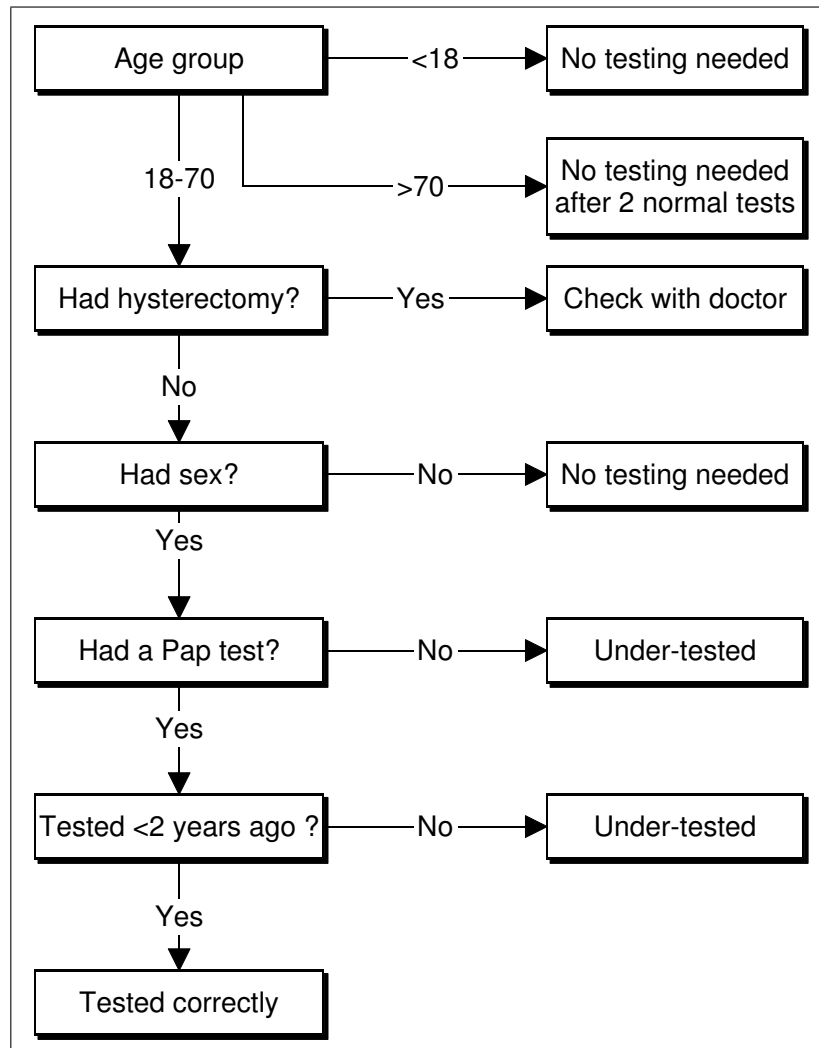 Age group
<18
No testing needed
18-70
>70
No testing needed
after 2 normal tests
Had hysterectomy?
Yes
Check with doctor
No
Had sex?
No
No testing needed
Yes
Had a Pap test?
No
Under-tested
Yes
Tested <2 years ago ?
No
Under-tested
Yes
Tested correctly